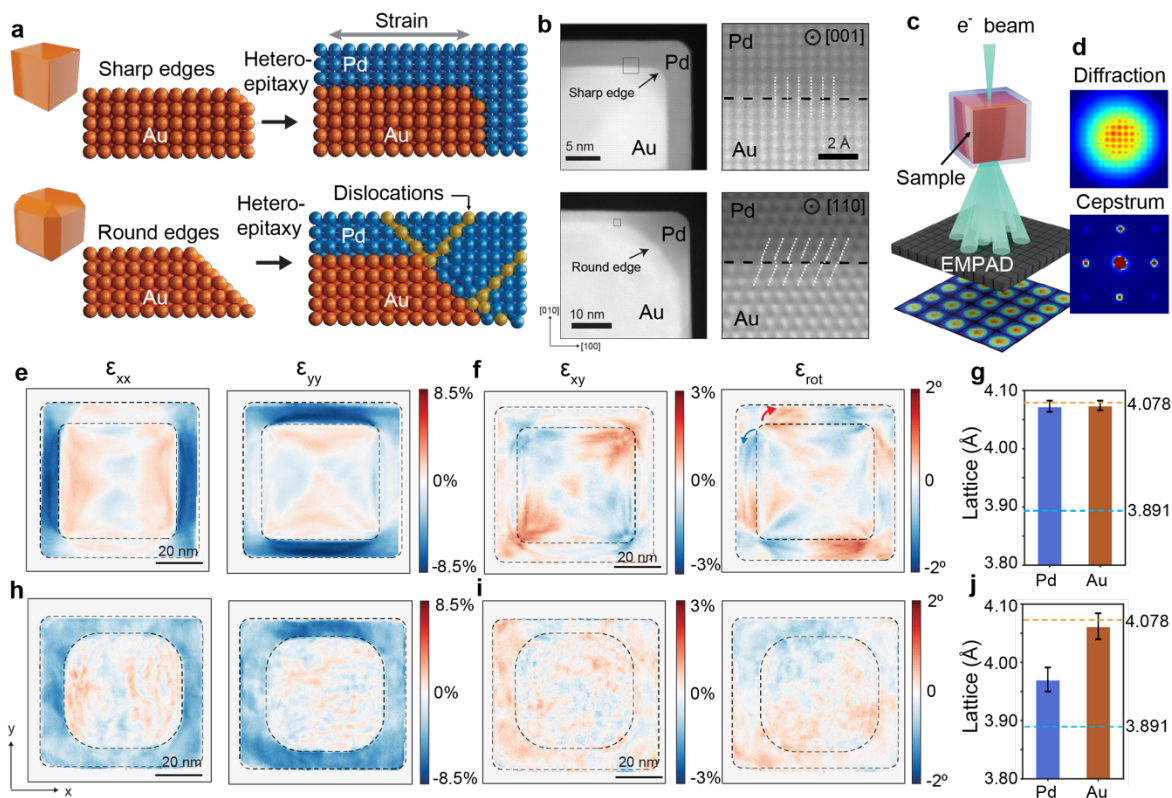 a
Sharp edges
Au
Hetero-
epitaxy
Strain
Pd
Au
Round edges
Au
Hetero-
epitaxy
Dislocations
Pd
Au
b
Pd
Sharp edge
Au
5 nm
Pd
[001]
Au
2 Å
Pd
Round edge
Au
10 nm
[010]
[100]
Pd
[110]
Au
c
e- beam
Sample
EMPAD
d
Diffraction
Cepstrum
e
εxx
20 nm
εyy
8.5%
0%
-8.5%
f
εxy
20 nm
3%
0%
-3%
εrot
2º
0
-2º
g
Lattice (Å)
4.10
4.00
3.90
3.80
Pd
Au
4.078
3.891
h
20 nm
8.5%
0%
-8.5%
i
20 nm
3%
0%
-3%
2º
0
-2º
j
Lattice (Å)
4.10
4.00
3.90
3.80
Pd
Au
4.078
3.891
y
x